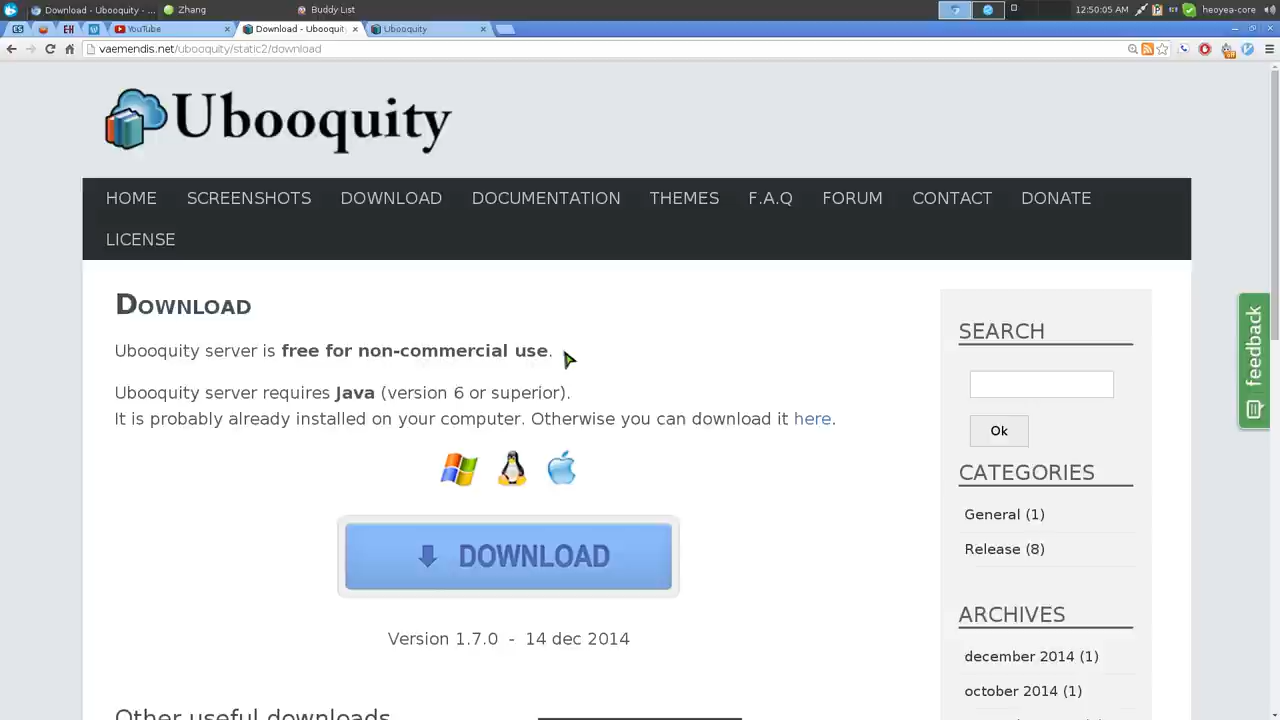 Download - Ubooquity - ...
Zhang
Buddy List
12:50:05 AM
heoyea-core
YouTube
Download - Ubooquity
Ubooquity
vaemendis.net/ubooquity/static2/download
Ubooquity
HOME
SCREENSHOTS
DOWNLOAD
DOCUMENTATION
THEMES
F.A.Q
FORUM
CONTACT
DONATE
LICENSE
DOWNLOAD
Ubooquity server is free for non-commercial use.
Ubooquity server requires Java (version 6 or superior).
It is probably already installed on your computer. Otherwise you can download it here.
DOWNLOAD
Version 1.7.0 - 14 dec 2014
Other useful downloads
SEARCH
Ok
CATEGORIES
General (1)
Release (8)
ARCHIVES
december 2014 (1)
october 2014 (1)
feedback